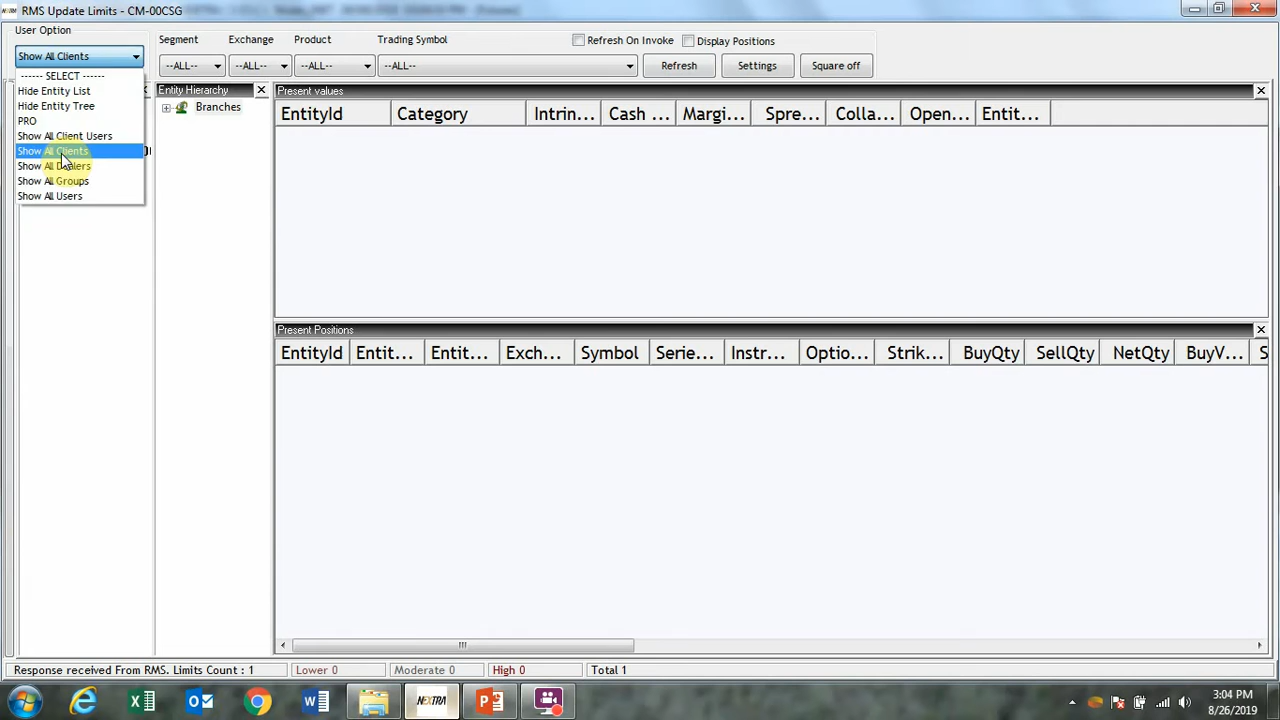 RMS Update Limits - CM-00CSG
User Option
Segment Exchange Product Trading Symbol Refresh On Invoke Display Positions
Show All Clients --ALL-- --ALL-- --ALL-- --ALL-- Refresh Settings Square off
------ SELECT ------
Hide Entity List
Hide Entity Tree
PRO
Show All Client Users
Show All Clients
Show All Dealers
Show All Groups
Show All Users
Entity Hierarchy
Branches
Present values
EntityId Category Intrin... Cash ... Margi... Spre... Colla... Open... Entit...
Present Positions
EntityId Entit... Entit... Exch... Symbol Serie... Instr... Optio... Strik... BuyQty SellQty NetQty BuyV... S
Response received From RMS. Limits Count : 1 Lower 0 Moderate 0 High 0 Total 1
NEXTRA
3:04 PM
8/26/2019